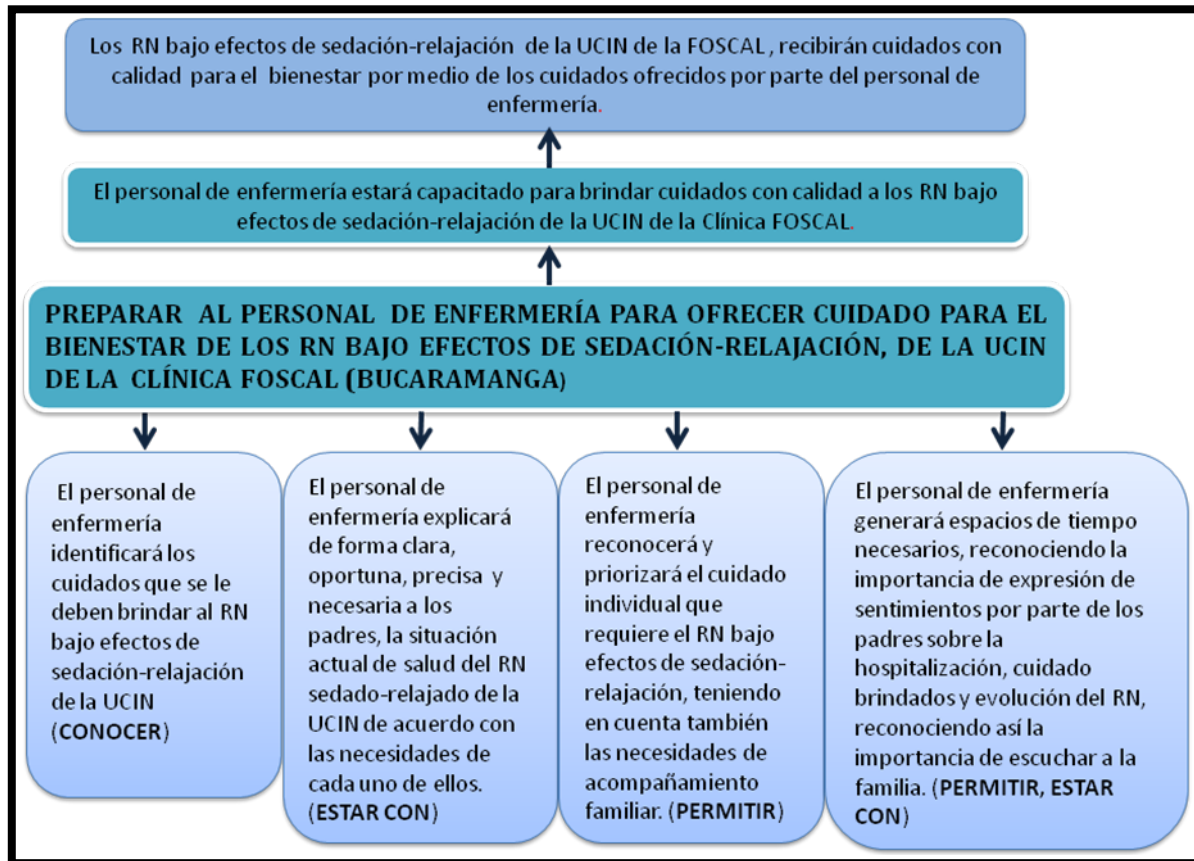 Los RN bajo efectos de sedación-relajación de la UCIN de la FOSCAL , recibirán cuidados con
calidad para el bienestar por medio de los cuidados ofrecidos por parte del personal de
enfermería.
El personal de enfermería estará capacitado para brindar cuidados con calidad a los RN bajo
efectos de sedación-relajación de la UCIN de la Clínica FOSCAL.
PREPARAR AL PERSONAL DE ENFERMERÍA PARA OFRECER CUIDADO PARA EL
BIENESTAR DE LOS RN BAJO EFECTOS DE SEDACIÓN-RELAJACIÓN, DE LA UCIN
DE LA CLÍNICA FOSCAL (BUCARAMANGA)
El personal de
enfermería
identificará los
cuidados que se le
deben brindar al RN
bajo efectos de
sedación-relajación
de la UCIN
(CONOCER)
El personal de
enfermería explicará
de forma clara,
oportuna, precisa y
necesaria a los
padres, la situación
actual de salud del RN
sedado-relajado de la
UCIN de acuerdo con
las necesidades de
cada uno de ellos.
(ESTAR CON)
El personal de
enfermería
reconocerá y
priorizará el cuidado
individual que
requiere el RN bajo
efectos de sedación-
relajación, teniendo
en cuenta también
las necesidades de
acompañamiento
familiar. (PERMITIR)
El personal de enfermería
generará espacios de tiempo
necesarios, reconociendo la
importancia de expresión de
sentimientos por parte de los
padres sobre la
hospitalización, cuidado
brindados y evolución del RN,
reconociendo así la
importancia de escuchar a la
familia. (PERMITIR, ESTAR
CON)